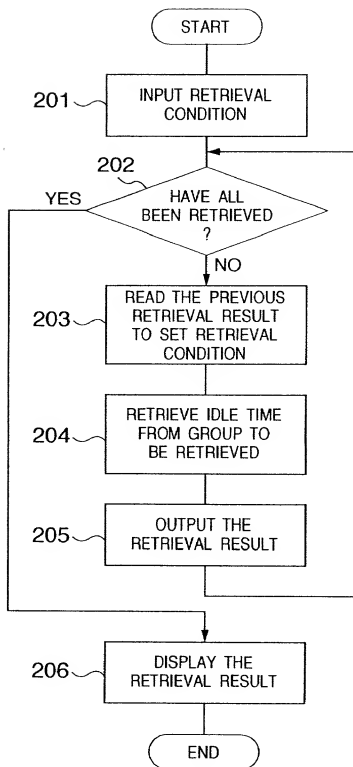 START
201
INPUT RETRIEVAL
CONDITION
202
YES
HAVE ALL
BEEN RETRIEVED
?
NO
203
READ THE PREVIOUS
RETRIEVAL RESULT
TO SET RETRIEVAL
CONDITION
204
RETRIEVE IDLE TIME
FROM GROUP TO
BE RETRIEVED
205
OUTPUT THE
RETRIEVAL RESULT
206
DISPLAY THE
RETRIEVAL RESULT
END